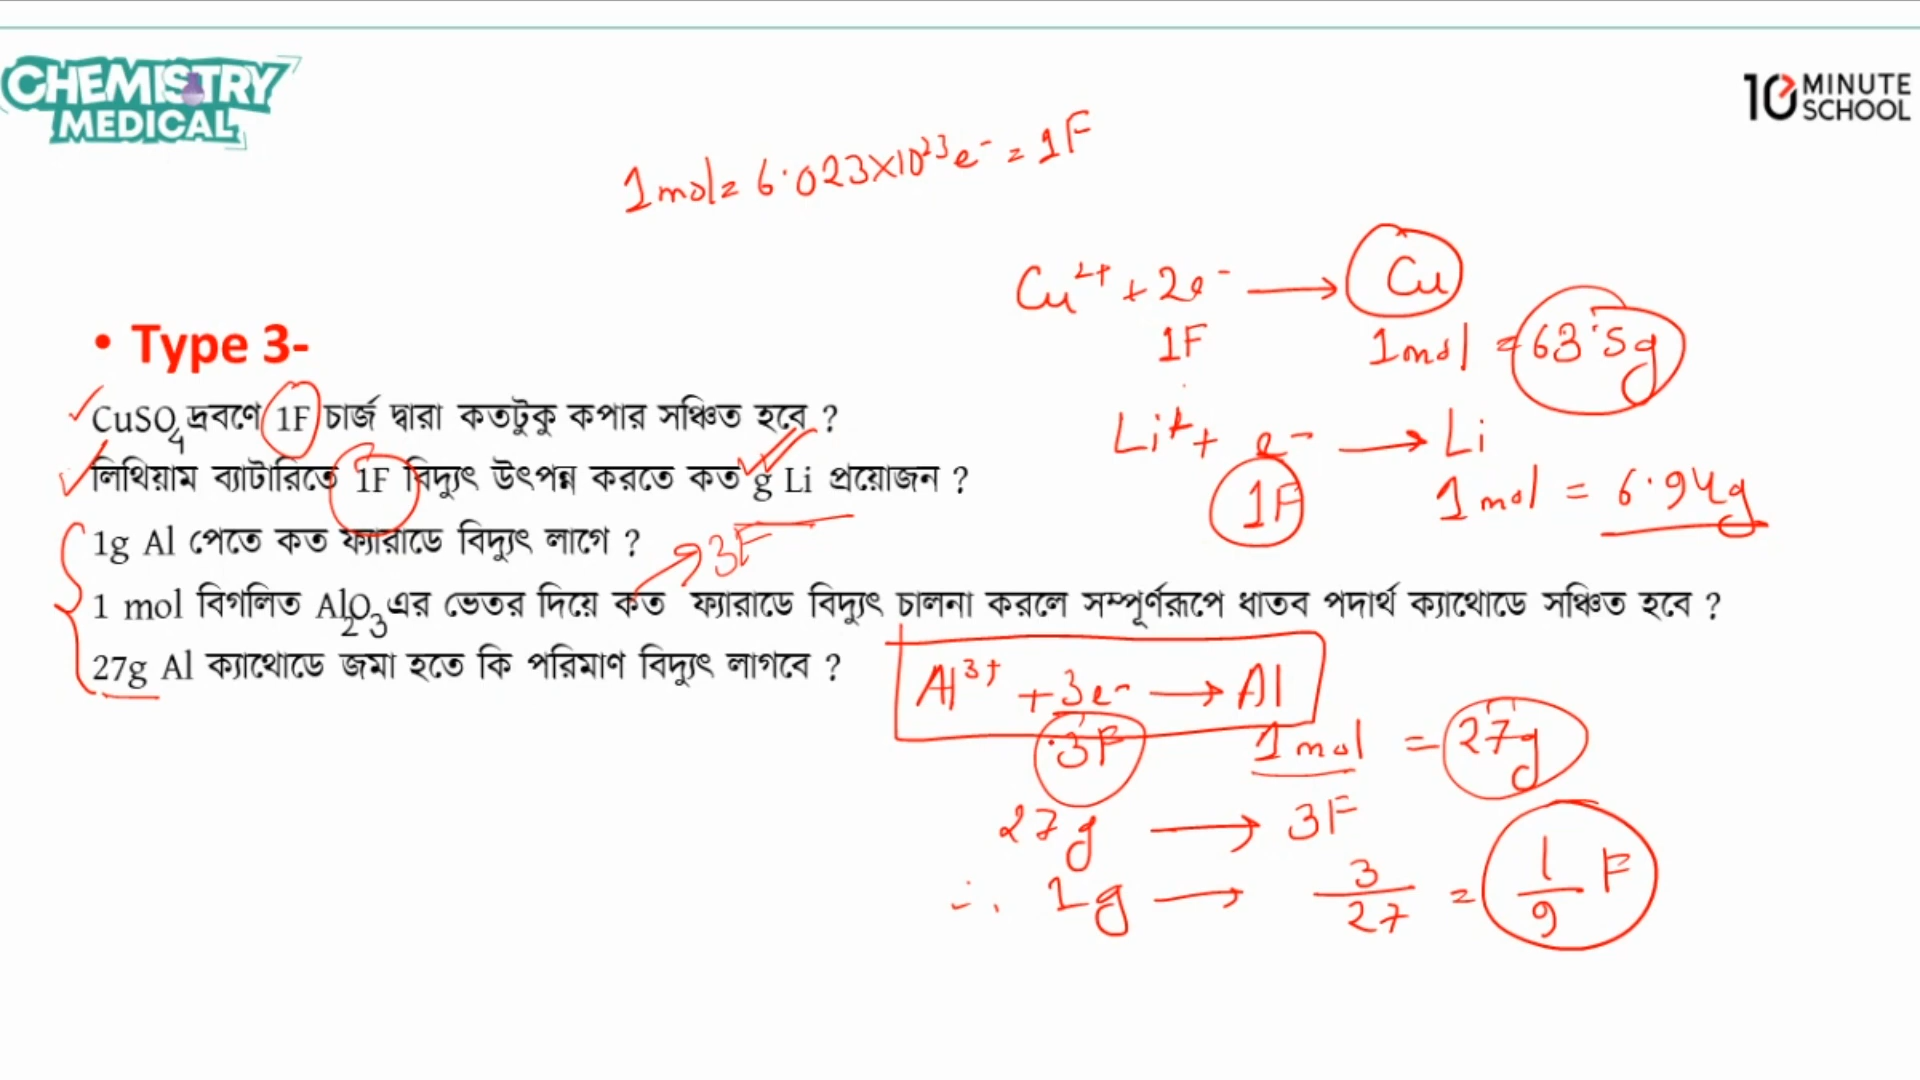 CHEMISTRY
MEDICAL
10 MINUTE
SCHOOL
1 mol = 6.023×10²³ e⁻ = 1F
Cu²⁺ + 2e⁻ → Cu
1F 1 mol = 63.5g
• Type 3-
CuSO₄ দ্রবণে 1F চার্জ দ্বারা কতটুকু কপার সঞ্চিত হবে ?
Li⁺ + e⁻ → Li
লিথিয়াম ব্যাটারিতে 1F বিদ্যুৎ উৎপন্ন করতে কত g Li প্রয়োজন ?
1F 1 mol = 6.94g
1g Al পেতে কত ফ্যারাডে বিদ্যুৎ লাগে ?
3F
1 mol বিগলিত Al₂O₃ এর ভেতর দিয়ে কত ফ্যারাডে বিদ্যুৎ চালনা করলে সম্পূর্ণরূপে ধাতব পদার্থ ক্যাথোডে সঞ্চিত হবে ?
27g Al ক্যাথোডে জমা হতে কি পরিমাণ বিদ্যুৎ লাগবে ?
Al³⁺ + 3e⁻ → Al
3F 1 mol = 27g
27g → 3F
∴ 1g → 3/27 = 1/9 F